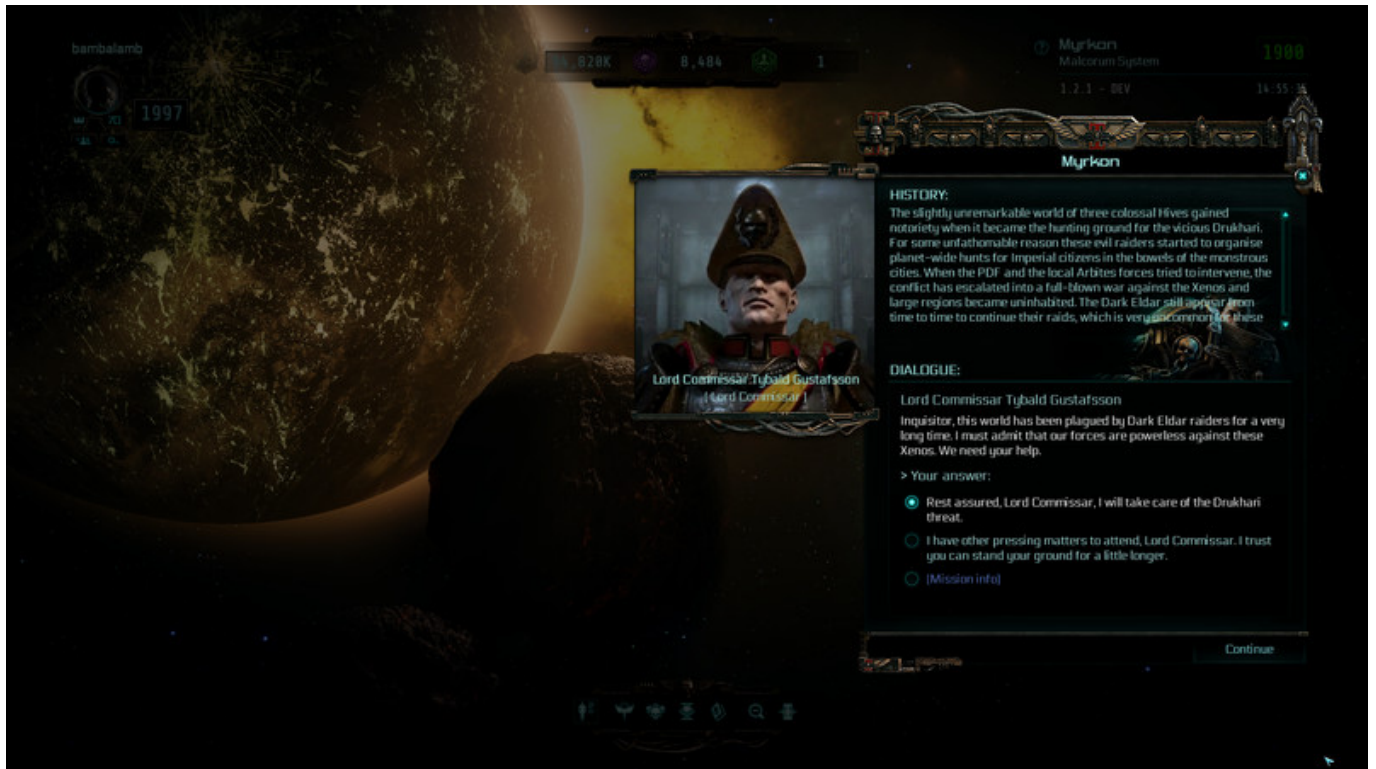 bambalamb
1997
,820K
8,484
1
Myrkon
Malcorum System
1900
1.2.1 - DEV
14:55:
Myrkon
HISTORY:
The slightly unremarkable world of three colossal Hives gained
notoriety when it became the hunting ground for the vicious Drukhari.
For some unfathomable reason these evil raiders started to organise
planet-wide hunts for Imperial citizens in the bowels of the monstrous
cities. When the PDF and the local Arbites forces tried to intervene, the
conflict has escalated into a full-blown war against the Xenos and
large regions became uninhabited. The Dark Eldar still appear from
time to time to continue their raids, which is very uncommon for these
Lord Commissar Tybald Gustafsson
[ Lord Commissar ]
DIALOGUE:
Lord Commissar Tybald Gustafsson
Inquisitor, this world has been plagued by Dark Eldar raiders for a very
long time. I must admit that our forces are powerless against these
Xenos. We need your help.
> Your answer:
Rest assured, Lord Commissar, I will take care of the Drukhari
threat.
I have other pressing matters to attend, Lord Commissar. I trust
you can stand your ground for a little longer.
[Mission info]
Continue